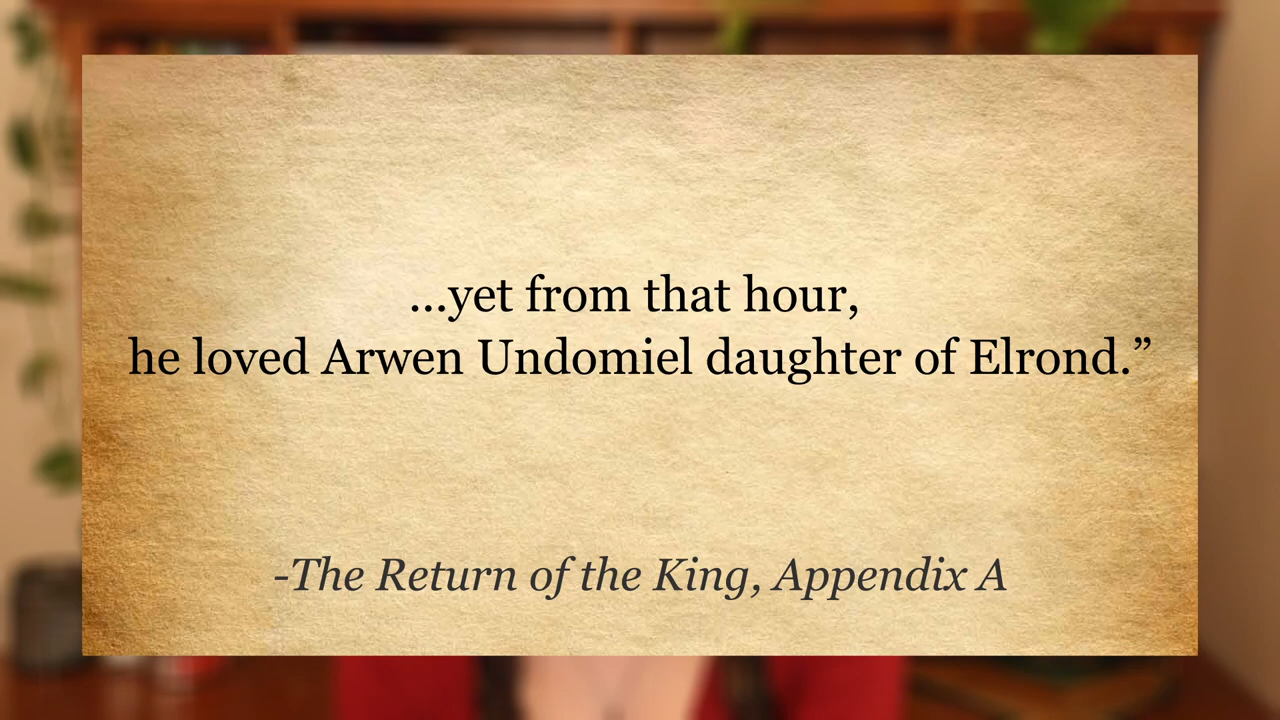 …yet from that hour,
he loved Arwen Undomiel daughter of Elrond.”
-The Return of the King, Appendix A